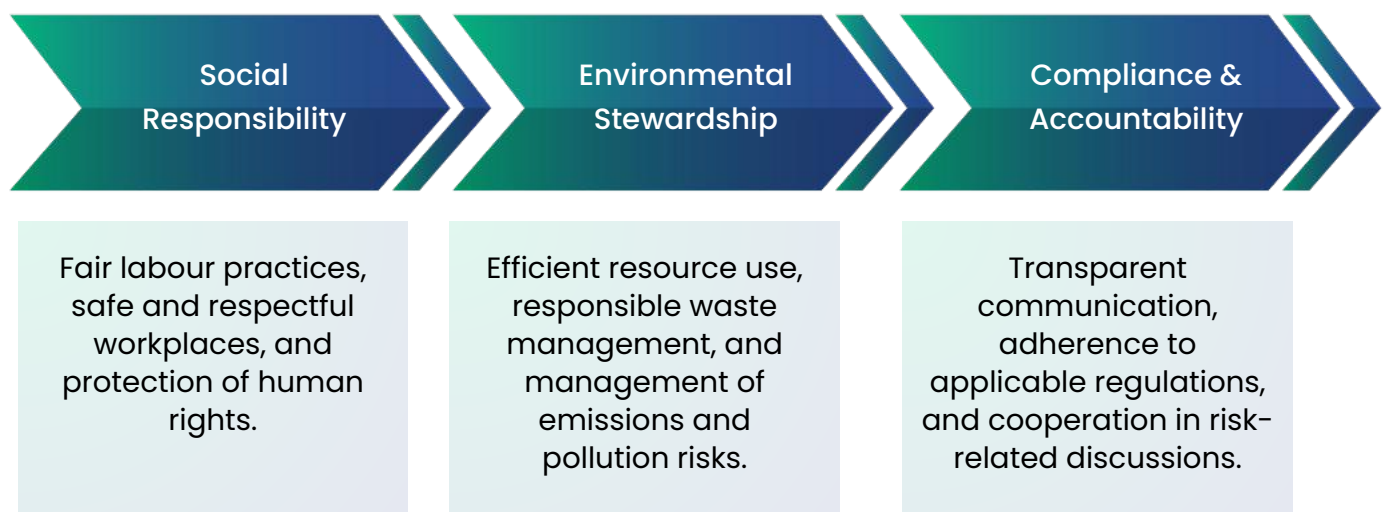 Social
Responsibility
Fair labour practices,
safe and respectful
workplaces, and
protection of human
rights.
Environmental
Stewardship
Efficient resource use,
responsible waste
management, and
management of
emissions and
pollution risks.
Compliance &
Accountability
Transparent
communication,
adherence to
applicable regulations,
and cooperation in risk-
related discussions.